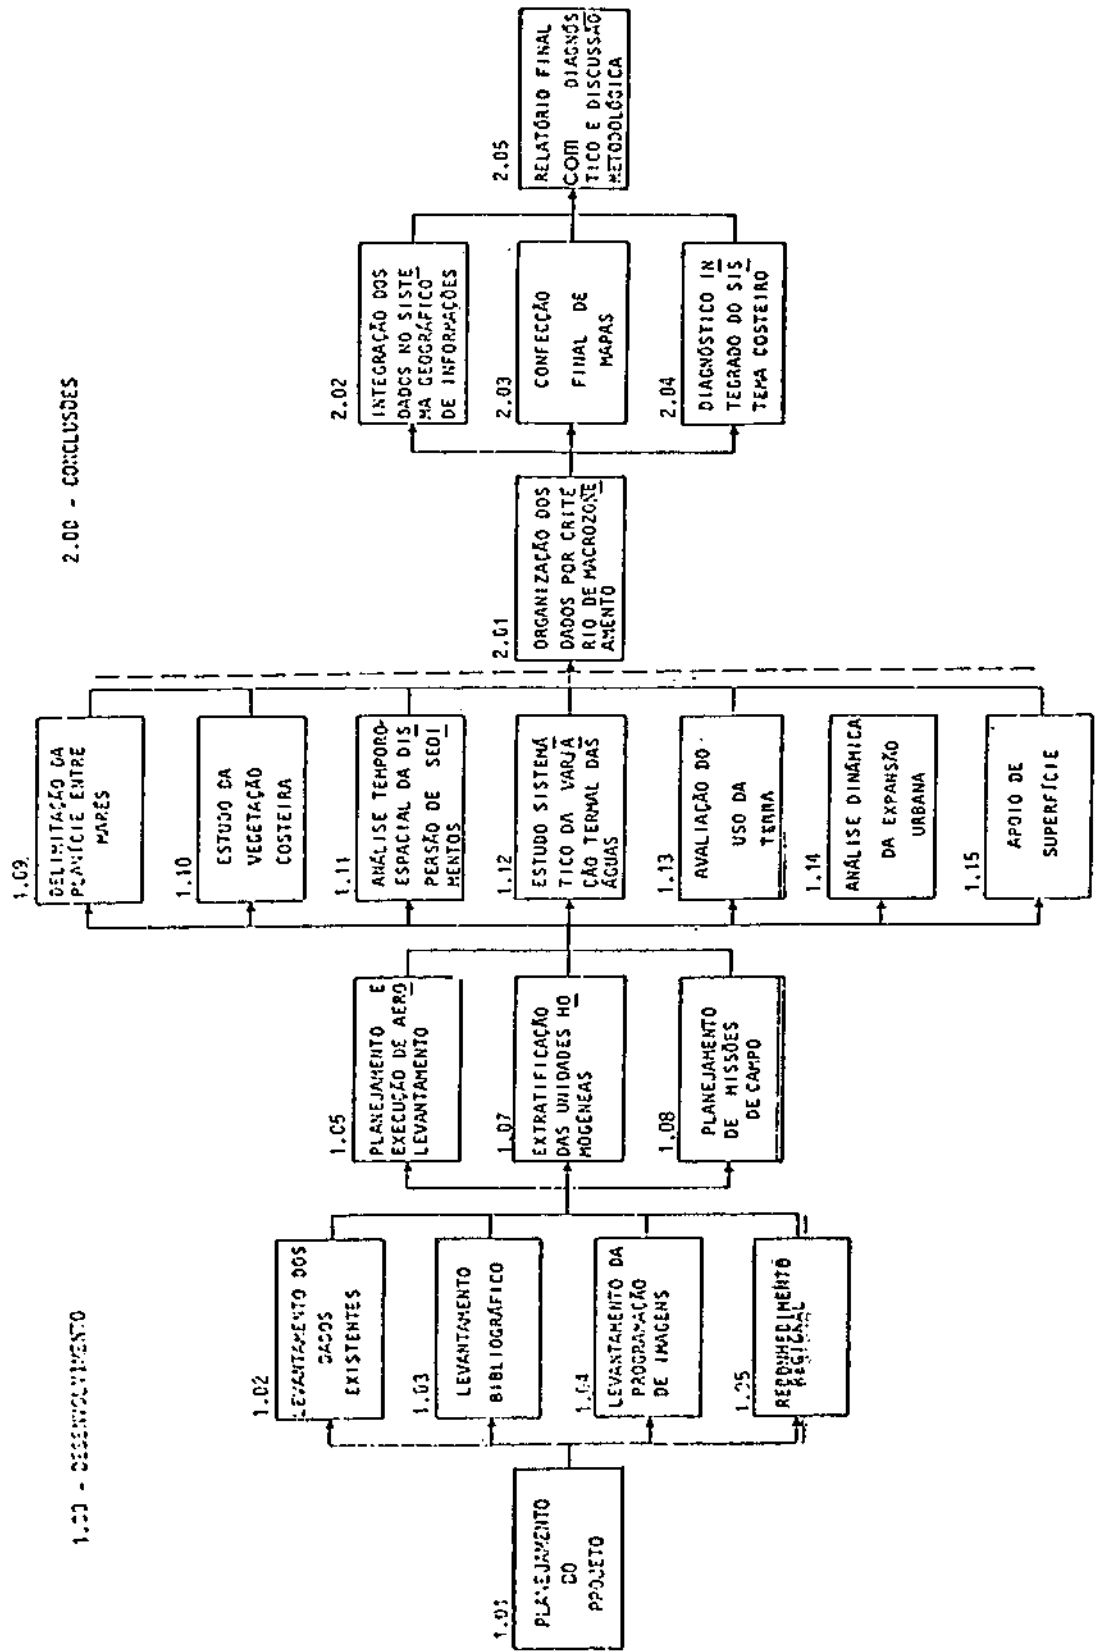 1.00 - DESENVOLVIMENTO
2.00 - CONCLUSÕES
1.01
PLANEJAMENTO
DO
PROJETO
1.02
LEVANTAMENTO DOS
DADOS
EXISTENTES
1.03
LEVANTAMENTO
BIBLIOGRÁFICO
1.04
LEVANTAMENTO DA
PROGRAMAÇÃO
DE IMAGENS
1.05
RECONHECIMENTO
REGIONAL
1.05
PLANEJAMENTO E
EXECUÇÃO DE AERO
LEVANTAMENTO
1.07
EXTRATIFICAÇÃO
DAS UNIDADES HO
MOGÊNEAS
1.08
PLANEJAMENTO
DE MISSÕES
DE CAMPO
1.09
DELIMITAÇÃO DA
PLANÍCIE ENTRE
MARÉS
1.10
ESTUDO DA
VEGETAÇÃO
COSTEIRA
1.11
ANÁLISE TEMPORO-
ESPACIAL DA DIS
PERSÃO DE SEDI
MENTOS
1.12
ESTUDO SISTEMÁ
TICO DA VARIA
ÇÃO TERMAL DAS
ÁGUAS
1.13
AVALIAÇÃO DO
USO DA
TERRA
1.14
ANÁLISE DINÂMICA
DA EXPANSÃO
URBANA
1.15
APOIO DE
SUPERFÍCIE
2.01
ORGANIZAÇÃO DOS
DADOS POR CRITÉ
RIO DE MACROZONE
AMENTO
2.02
INTEGRAÇÃO DOS
DADOS NO SISTE
MA GEOGRÁFICO
DE INFORMAÇÕES
2.03
CONFECÇÃO
FINAL DE
MAPAS
2.04
DIAGNÓSTICO IN
TEGRADO DO SIS
TEMA COSTEIRO
2.05
RELATÓRIO FINAL
COM DIAGNÓS
TICO E DISCUSSÃO
METODOLÓGICA